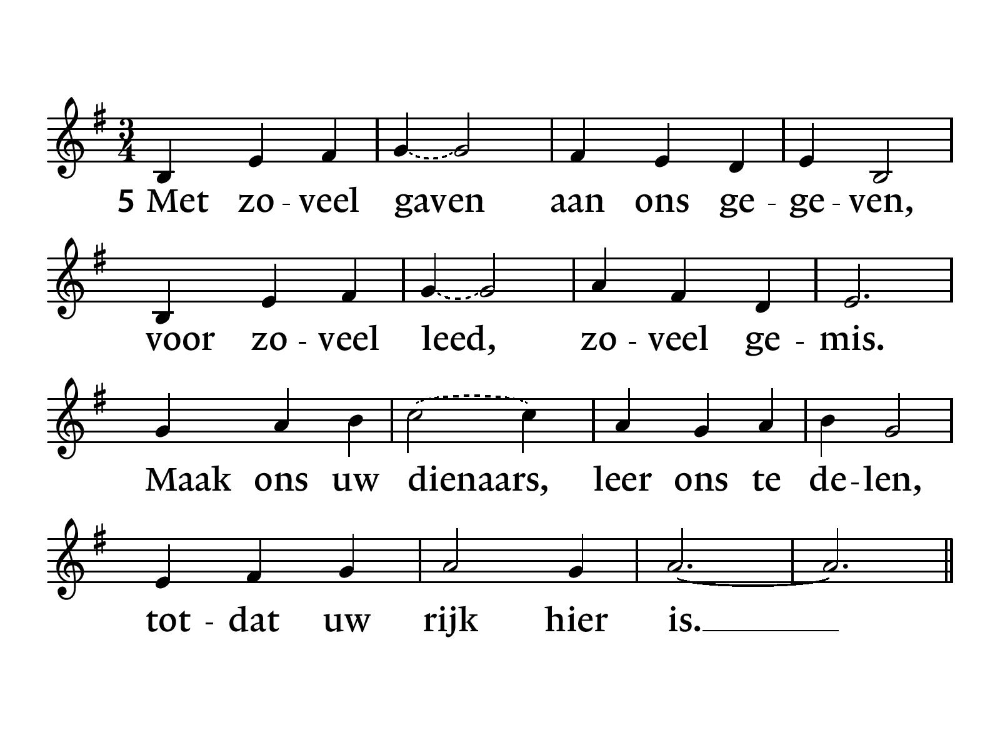 5 Met zo - veel gaven aan ons ge - ge - ven,
voor zo - veel leed, zo - veel ge - mis.
Maak ons uw dienaars, leer ons te de - len,
tot - dat uw rijk hier is.